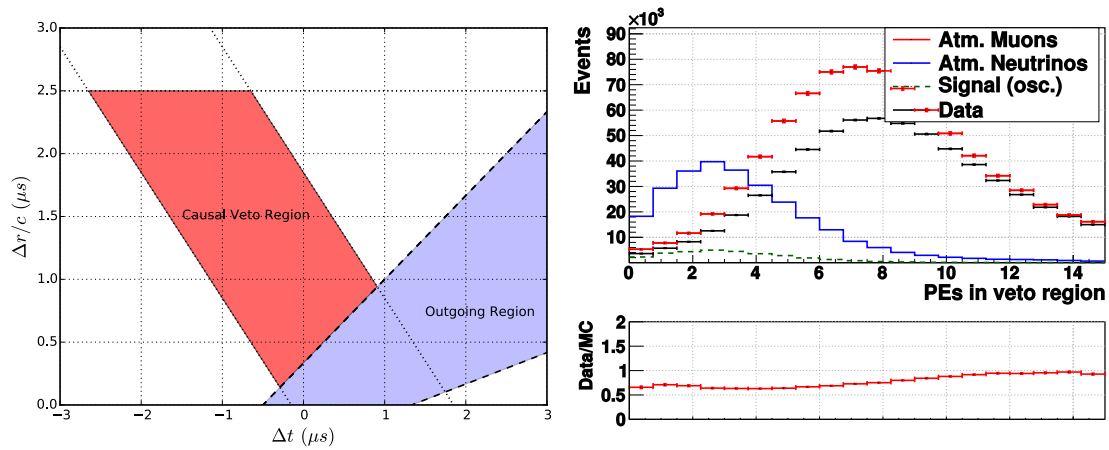 3.0
2.5
2.0
1.5
1.0
0.5
0.0
Δr/c (μs)
Causal Veto Region
Outgoing Region
−3 −2 −1 0 1 2 3
Δt (μs)
×10³
Events
90
80
70
60
50
40
30
20
10
Atm. Muons
Atm. Neutrinos
Signal (osc.)
Data
0 2 4 6 8 10 12 14
PEs in veto region
Data/MC
2
1.5
1
0.5
0